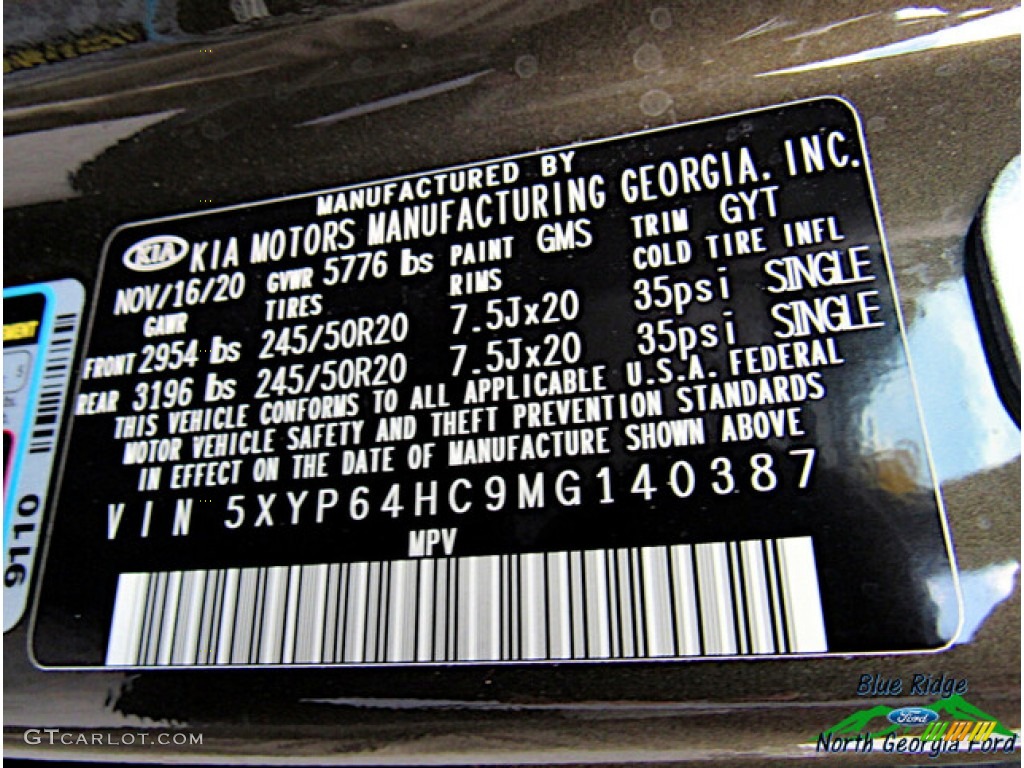 MANUFACTURED BY
KIA KIA MOTORS MANUFACTURING GEORGIA. INC.
NOV/16/20 GVWR 5776 lbs PAINT GMS TRIM GYT
GAWR TIRES RIMS COLD TIRE INFL
FRONT 2954 lbs 245/50R20 7.5Jx20 35psi SINGLE
REAR 3196 lbs 245/50R20 7.5Jx20 35psi SINGLE
THIS VEHICLE CONFORMS TO ALL APPLICABLE U.S.A. FEDERAL
MOTOR VEHICLE SAFETY AND THEFT PREVENTION STANDARDS
IN EFFECT ON THE DATE OF MANUFACTURE SHOWN ABOVE
VIN 5XYP64HC9MG140387
MPV
9110
GTCARLOT.COM
Blue Ridge
Ford
North Georgia Ford